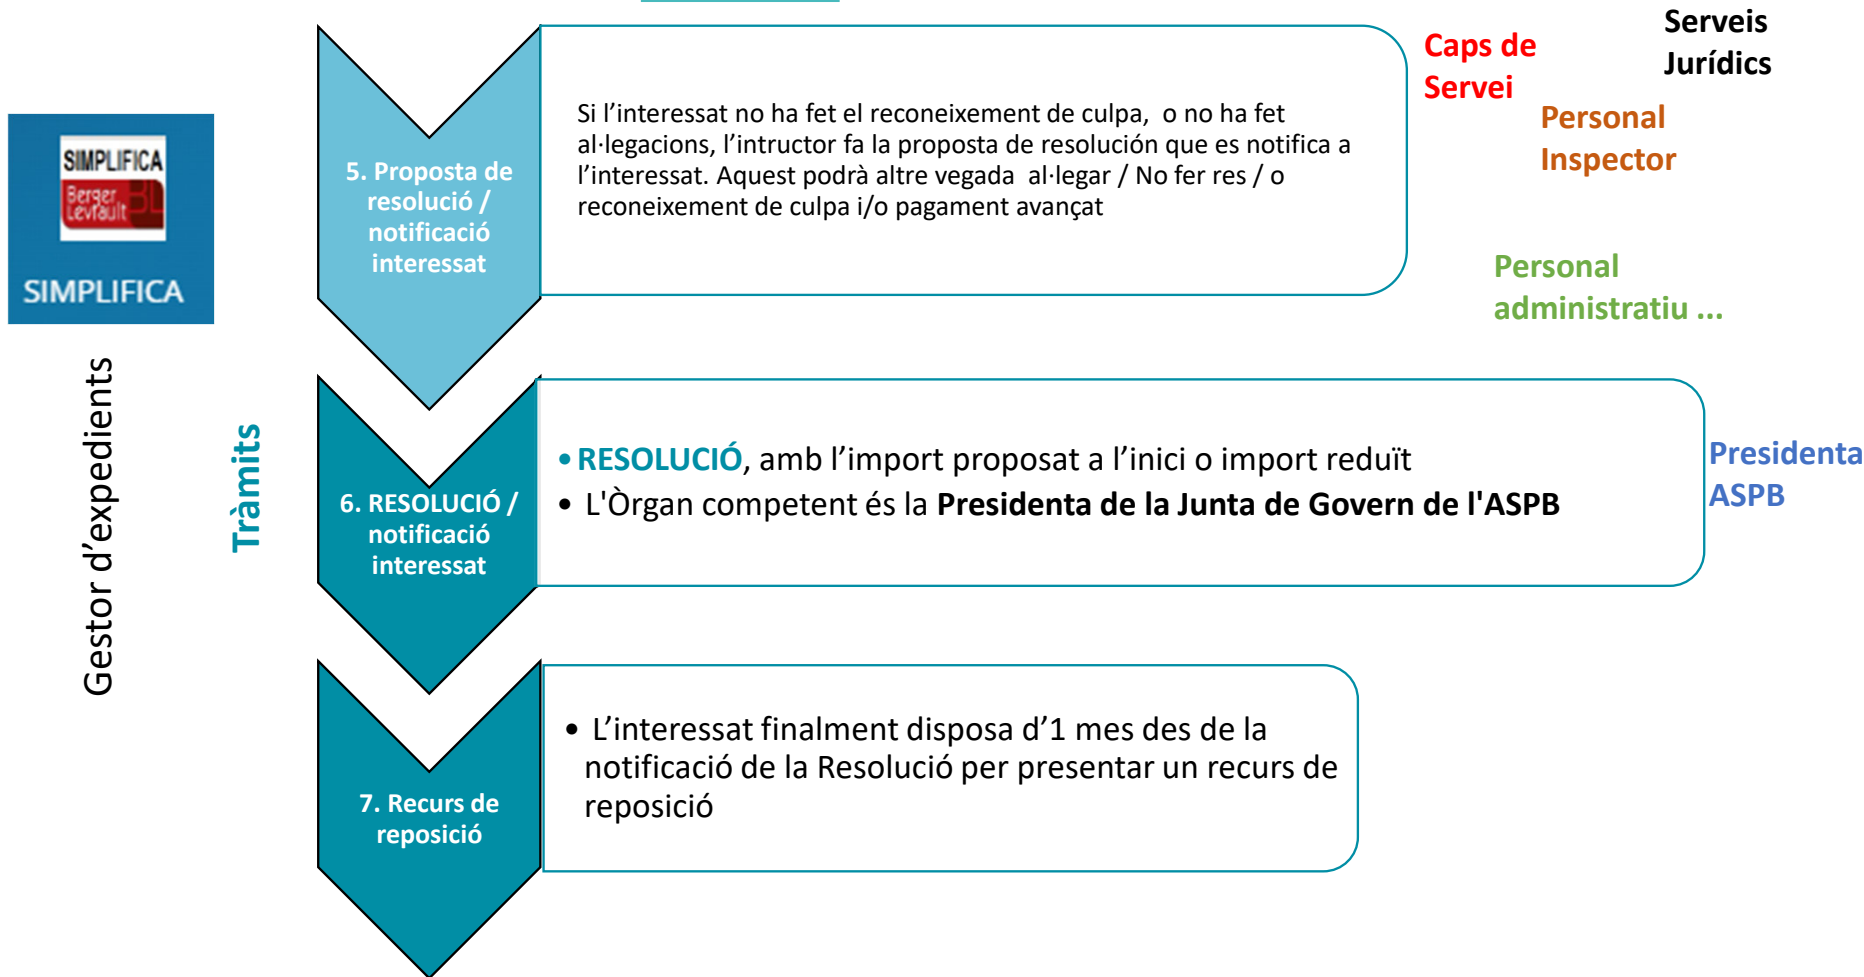 SIMPLIFICA
Berger
Levrault BL
SIMPLIFICA
Gestor d’expedients
Tràmits
5. Proposta de
resolució /
notificació
interessat
Si l’interessat no ha fet el reconeixement de culpa,  o no ha fet
al·legacions, l’intructor fa la proposta de resolución que es notifica a
l’interessat. Aquest podrà altre vegada  al·legar / No fer res / o
reconeixement de culpa i/o pagament avançat
Caps de
Servei
Serveis
Jurídics
Personal
Inspector
Personal
administratiu ...
6. RESOLUCIÓ /
notificació
interessat
• RESOLUCIÓ, amb l’import proposat a l’inici o import reduït
• L'Òrgan competent és la Presidenta de la Junta de Govern de l'ASPB
Presidenta
ASPB
7. Recurs de
reposició
• L’interessat finalment disposa d’1 mes des de la
notificació de la Resolució per presentar un recurs de
reposició